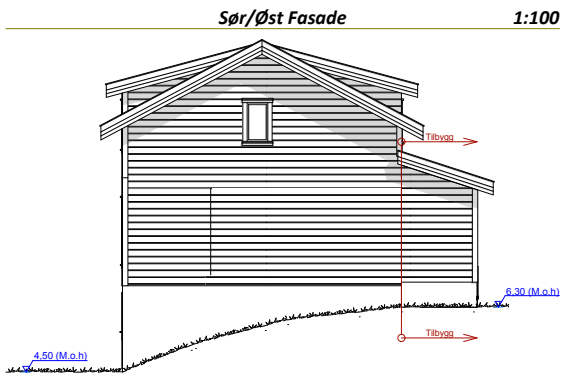 Sør/Øst Fasade 1:100
Tilbygg
6.30 (M.o.h)
Tilbygg
4.50 (M.o.h)